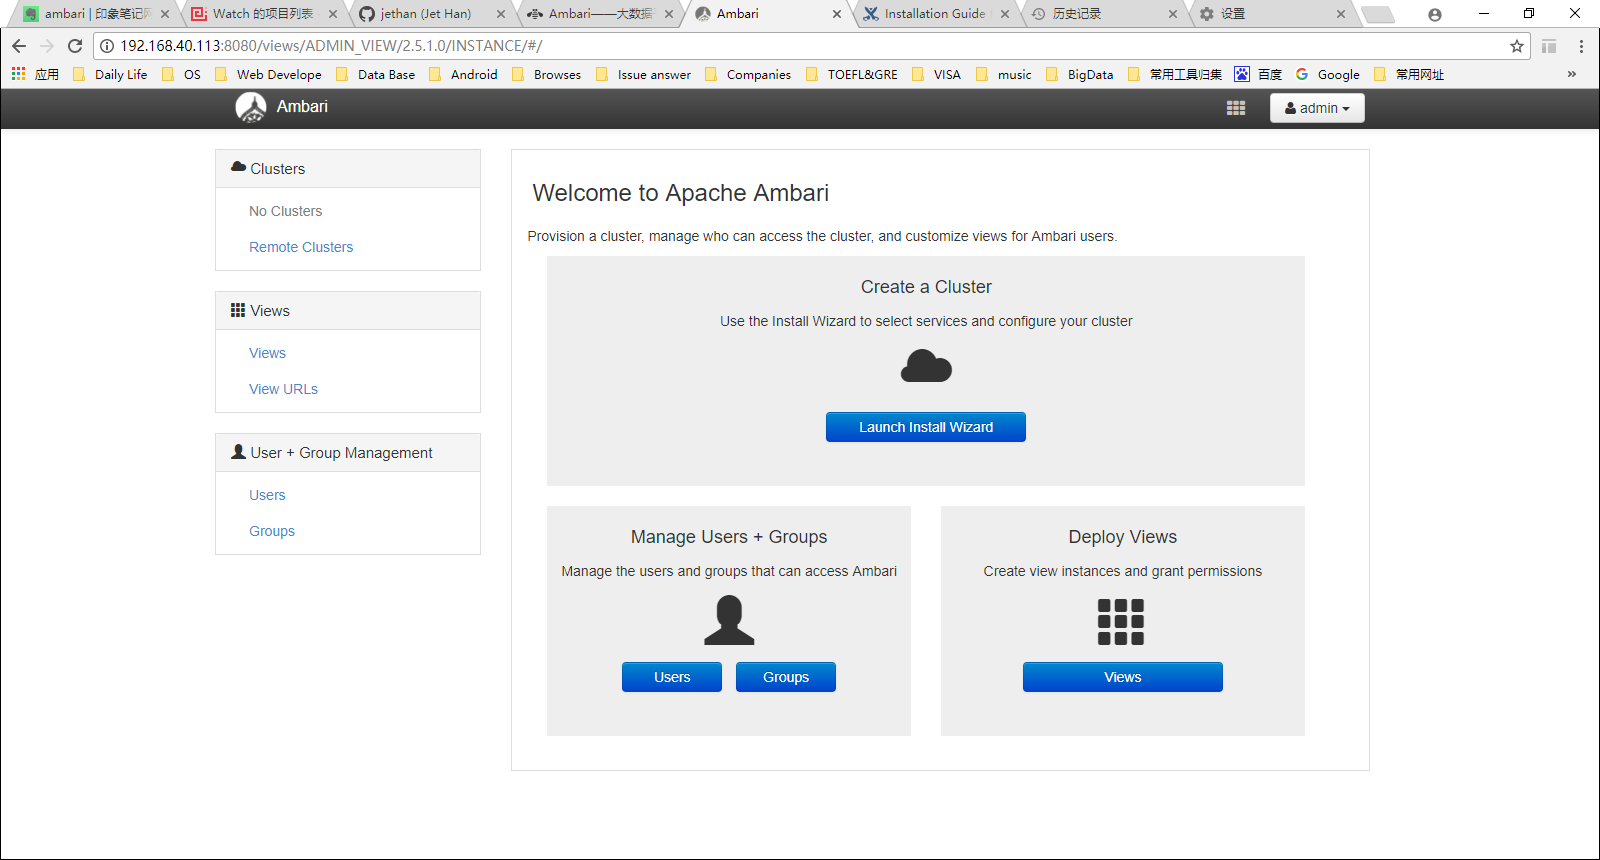 ambari | 印象笔记
Watch 的项目列表
jethan (Jet Han)
Ambari——大数据
Ambari
Installation Guide
历史记录
设置
192.168.40.113:8080/views/ADMIN_VIEW/2.5.1.0/INSTANCE/#/
应用 Daily Life OS Web Develope Data Base Android Browses Issue answer Companies TOEFL&GRE VISA music BigData 常用工具归集 百度 Google 常用网址 »
Ambari
admin
Clusters
No Clusters
Remote Clusters
Views
Views
View URLs
User + Group Management
Users
Groups
Welcome to Apache Ambari
Provision a cluster, manage who can access the cluster, and customize views for Ambari users.
Create a Cluster
Use the Install Wizard to select services and configure your cluster
Launch Install Wizard
Manage Users + Groups
Manage the users and groups that can access Ambari
Users
Groups
Deploy Views
Create view instances and grant permissions
Views